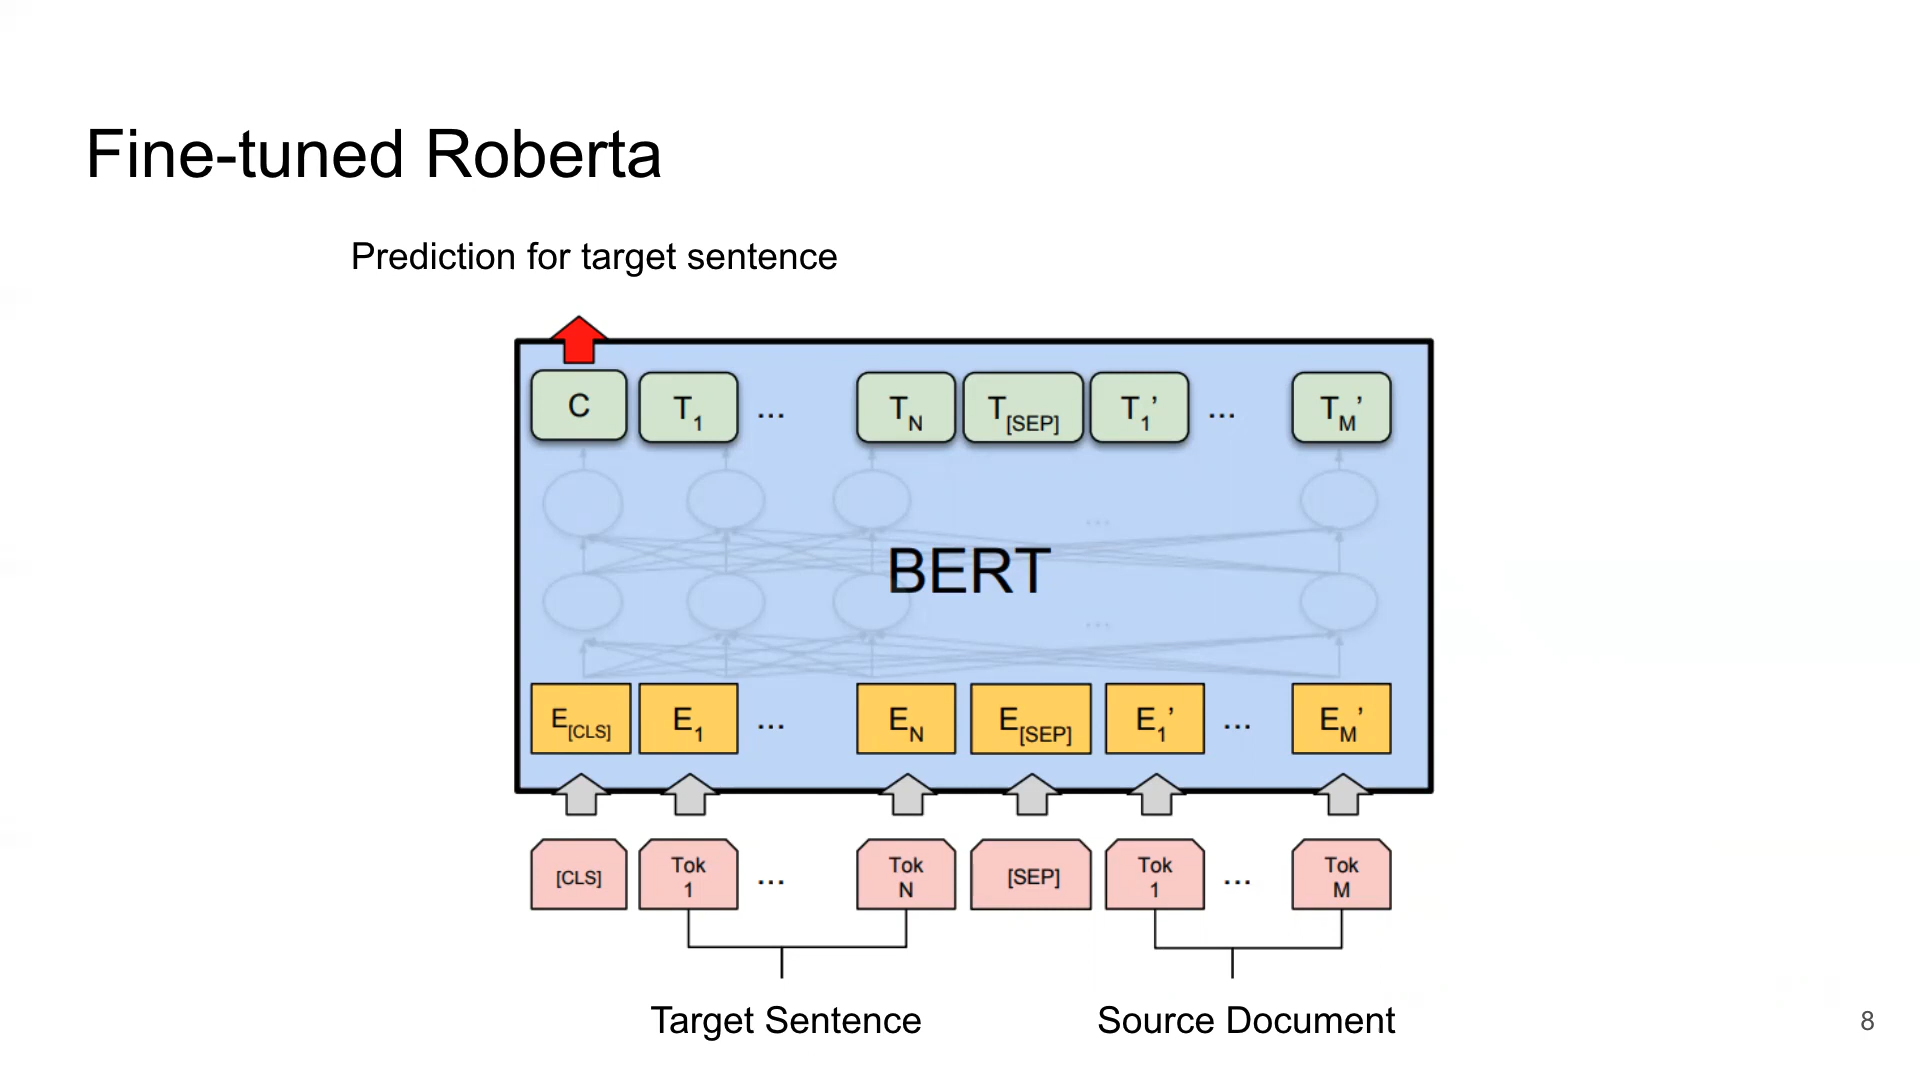 Fine-tuned Roberta
Prediction for target sentence
C T1 ... TN T[SEP] T1’ ... TM’
...
BERT
...
E[CLS] E1 ... EN E[SEP] E1’ ... EM’
[CLS] Tok 1 ... Tok N [SEP] Tok 1 ... Tok M
Target Sentence Source Document
8